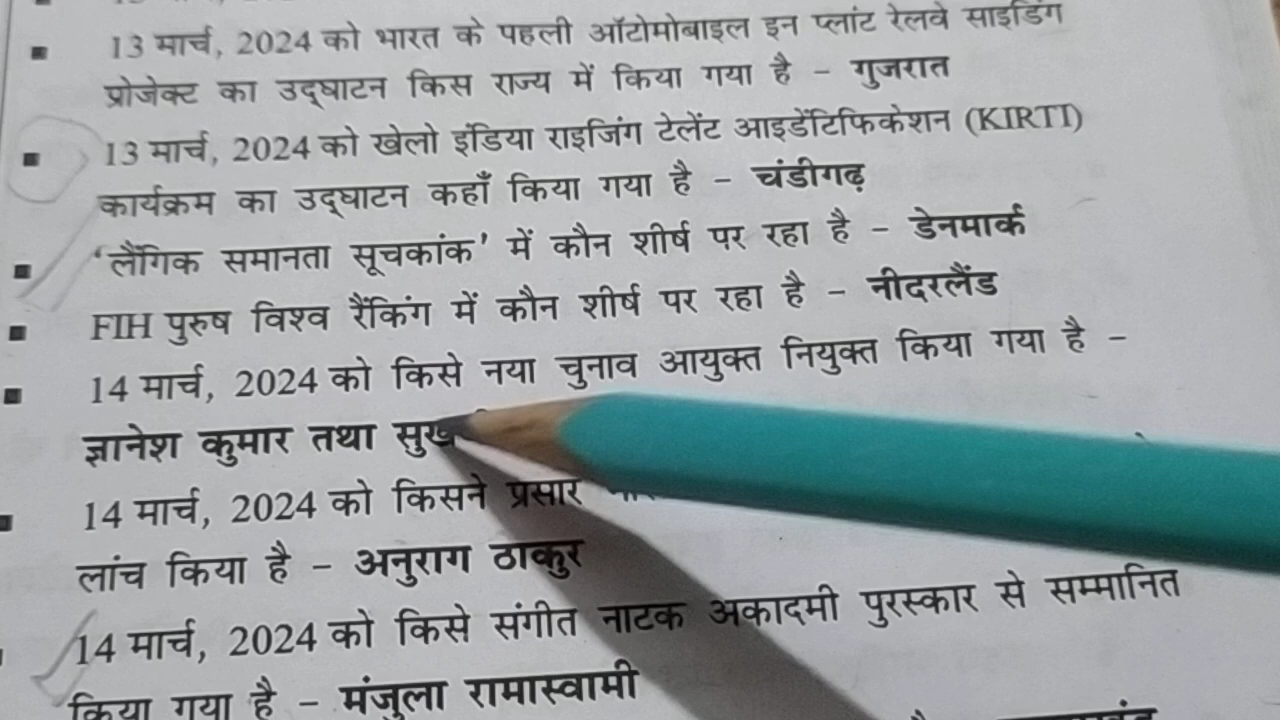 13 मार्च, 2024 को भारत के पहली ऑटोमोबाइल इन प्लांट रेलवे साइडिंग
प्रोजेक्ट का उद्घाटन किस राज्य में किया गया है – गुजरात
13 मार्च, 2024 को खेलो इंडिया राइजिंग टेलेंट आइडेंटिफिकेशन (KIRTI)
कार्यक्रम का उद्घाटन कहाँ किया गया है – चंडीगढ़
‘लैंगिक समानता सूचकांक’ में कौन शीर्ष पर रहा है – डेनमार्क
FIH पुरुष विश्व रैंकिंग में कौन शीर्ष पर रहा है – नीदरलैंड
14 मार्च, 2024 को किसे नया चुनाव आयुक्त नियुक्त किया गया है –
ज्ञानेश कुमार तथा
14 मार्च, 2024 को किसने प्रसार
लांच किया है – अनुराग ठाकुर
14 मार्च, 2024 को किसे संगीत नाटक अकादमी पुरस्कार से सम्मानित
किया गया है – मंजुला रामास्वामी